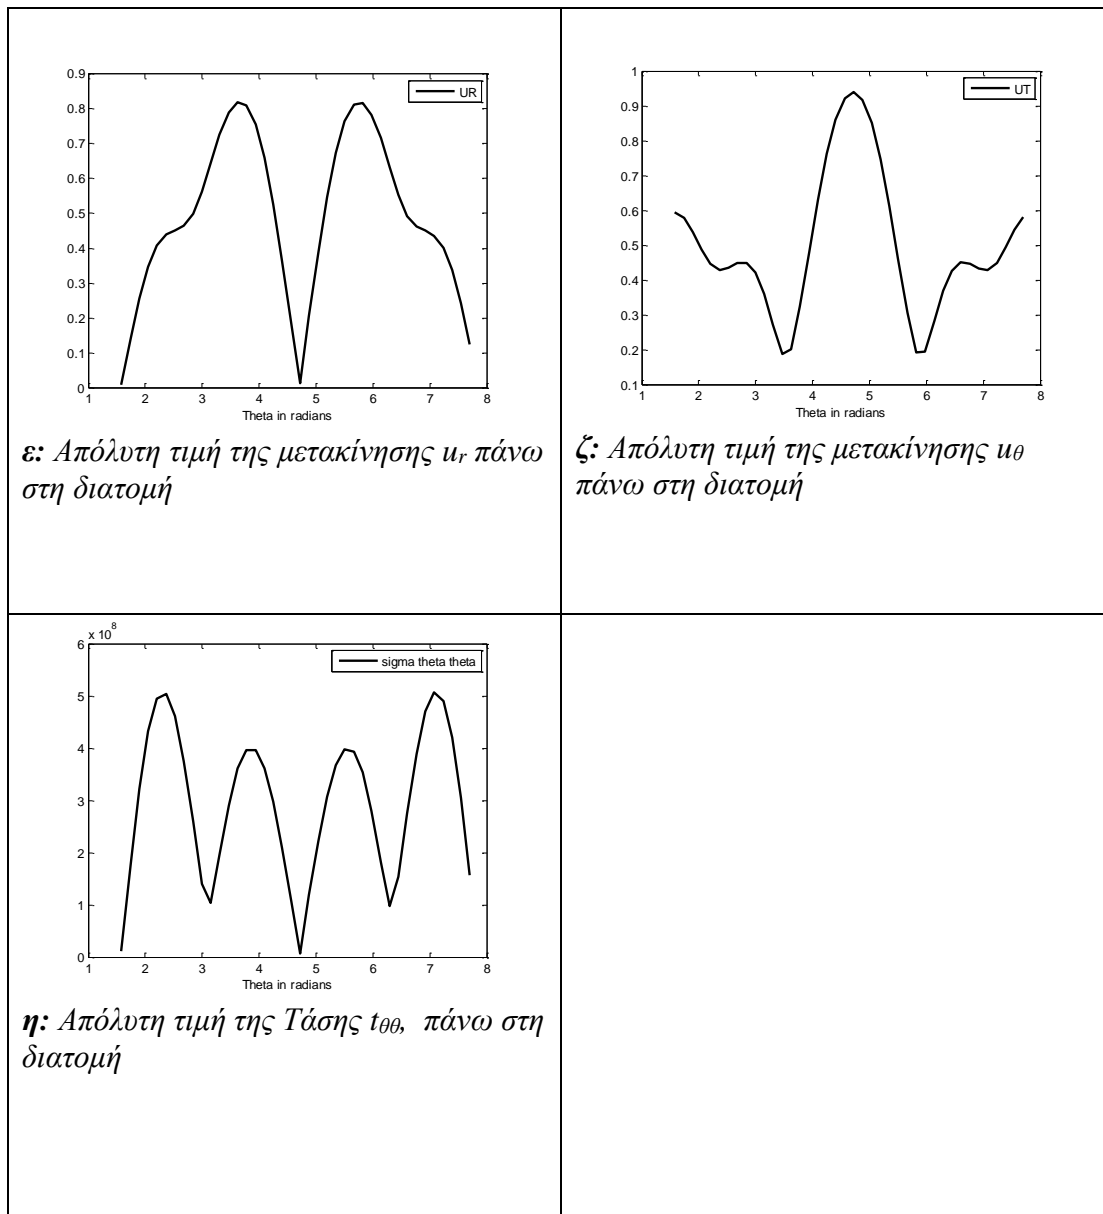 0.9
0.8
0.7
0.6
0.5
0.4
0.3
0.2
0.1
0
1 2 3 4 5 6 7 8
Theta in radians
UR
ε: Απόλυτη τιμή της μετακίνησης ur πάνω
στη διατομή
1
0.9
0.8
0.7
0.6
0.5
0.4
0.3
0.2
0.1
1 2 3 4 5 6 7 8
Theta in radians
UT
ζ: Απόλυτη τιμή της μετακίνησης uθ
πάνω στη διατομή
x 10^8
6
5
4
3
2
1
0
1 2 3 4 5 6 7 8
Theta in radians
sigma theta theta
η: Απόλυτη τιμή της Τάσης tθθ, πάνω στη
διατομή